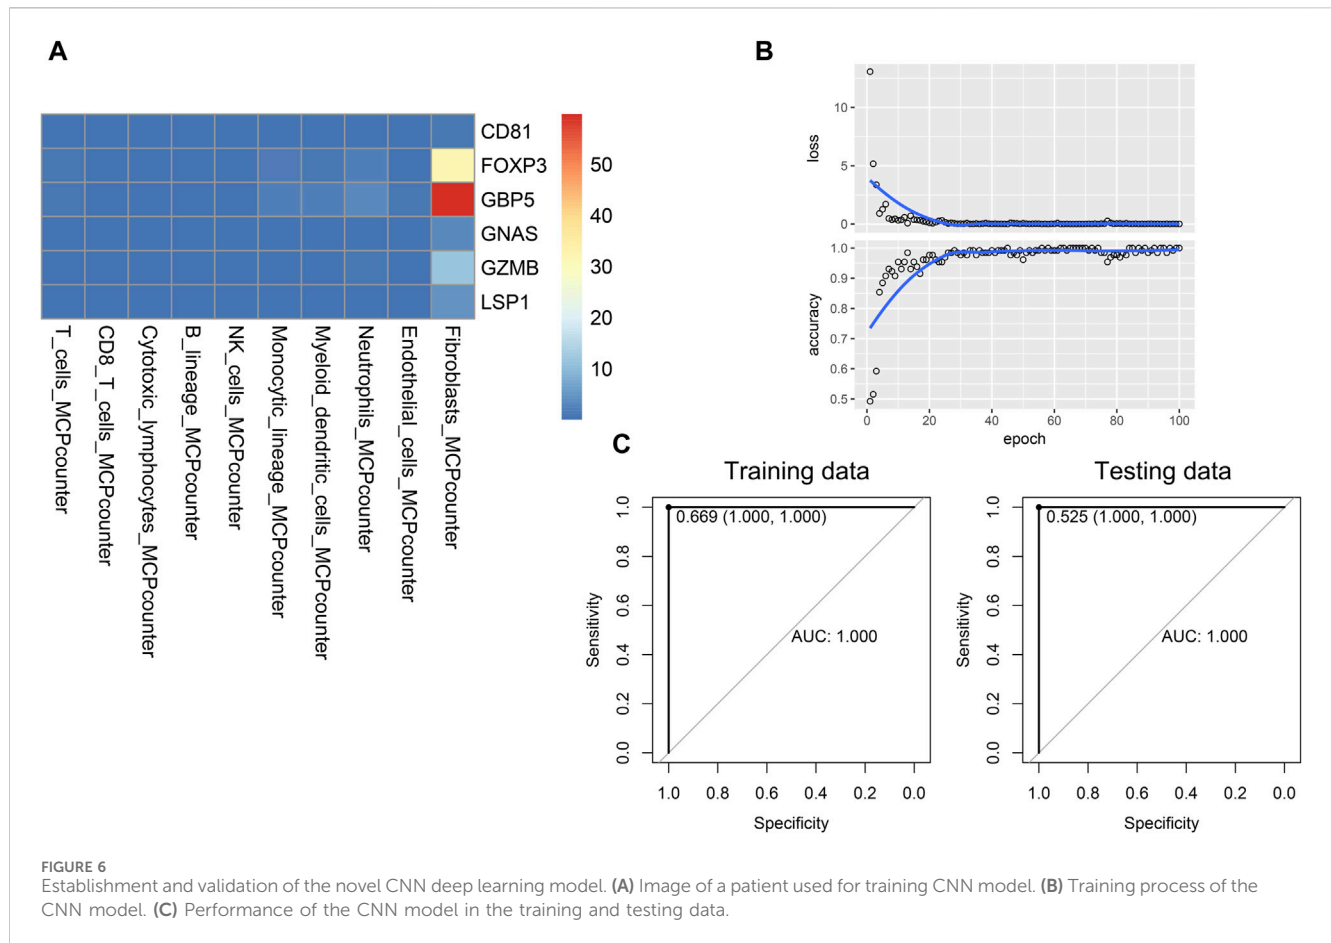 A
CD81
FOXP3
GBP5
GNAS
GZMB
LSP1
50
40
30
20
10
T_cells_MCPcounter
CD8_T_cells_MCPcounter
Cytotoxic_lymphocytes_MCPcounter
B_lineage_MCPcounter
NK_cells_MCPcounter
Monocytic_lineage_MCPcounter
Myeloid_dendritic_cells_MCPcounter
Neutrophils_MCPcounter
Endothelial_cells_MCPcounter
Fibroblasts_MCPcounter
B
loss
10
5
0
accuracy
1.0
0.9
0.8
0.7
0.6
0.5
0 20 40 60 80 100
epoch
C
Training data
Sensitivity
1.0
0.8
0.6
0.4
0.2
0.0
0.669 (1.000, 1.000)
AUC: 1.000
1.0 0.8 0.6 0.4 0.2 0.0
Specificity
Testing data
Sensitivity
1.0
0.8
0.6
0.4
0.2
0.0
0.525 (1.000, 1.000)
AUC: 1.000
1.0 0.8 0.6 0.4 0.2 0.0
Specificity
FIGURE 6
Establishment and validation of the novel CNN deep learning model. (A) Image of a patient used for training CNN model. (B) Training process of the
CNN model. (C) Performance of the CNN model in the training and testing data.